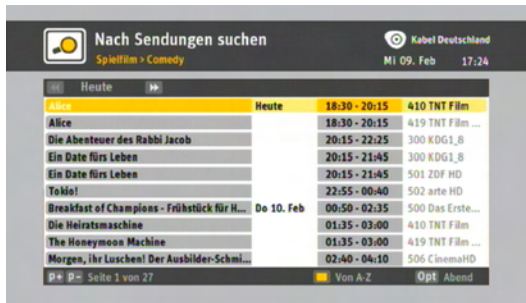 Nach Sendungen suchen
Kabel Deutschland
Spielfilm > Comedy
Mi 09. Feb 17:24
Heute
Alice Heute 18:30 - 20:15 410 TNT Film
Alice 18:30 - 20:15 419 TNT Film ...
Die Abenteuer des Rabbi Jacob 20:15 - 22:25 300 KDG1_8
Ein Date fürs Leben 20:15 - 21:45 300 KDG1_8
Ein Date fürs Leben 20:15 - 21:45 501 ZDF HD
Tokio! 22:55 - 00:40 502 arte HD
Breakfast of Champions - Frühstück für H... Do 10. Feb 00:50 - 02:35 500 Das Erste...
Die Heiratsmaschine 01:35 - 03:00 410 TNT Film
The Honeymoon Machine 01:35 - 03:00 419 TNT Film ...
Morgen, ihr Luschen! Der Ausbilder-Schmi... 02:40 - 04:10 506 CinemaHD
P+ P- Seite 1 von 27 Von A-Z Opt Abend